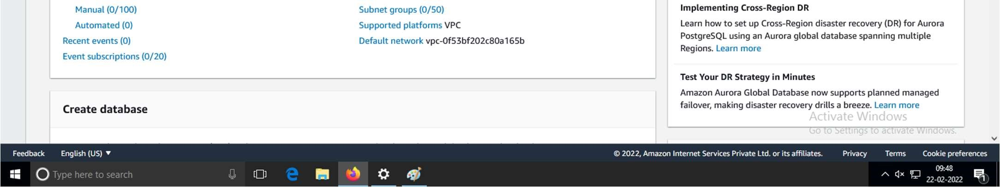 Manual (0/100)
Automated (0)
Recent events (0)
Event subscriptions (0/20)
Subnet groups (0/50)
Supported platforms VPC
Default network vpc-0f53bf202c80a165b
Create database
Implementing Cross-Region DR
Learn how to set up Cross-Region disaster recovery (DR) for Aurora
PostgreSQL using an Aurora global database spanning multiple
Regions. Learn more
Test Your DR Strategy in Minutes
Amazon Aurora Global Database now supports planned managed
failover, making disaster recovery drills a breeze. Learn more
Activate Windows
Go to Settings to activate Windows.
Feedback English (US) © 2022, Amazon Internet Services Private Ltd. or its affiliates. Privacy Terms Cookie preferences
Type here to search
09:48
22-02-2022
1